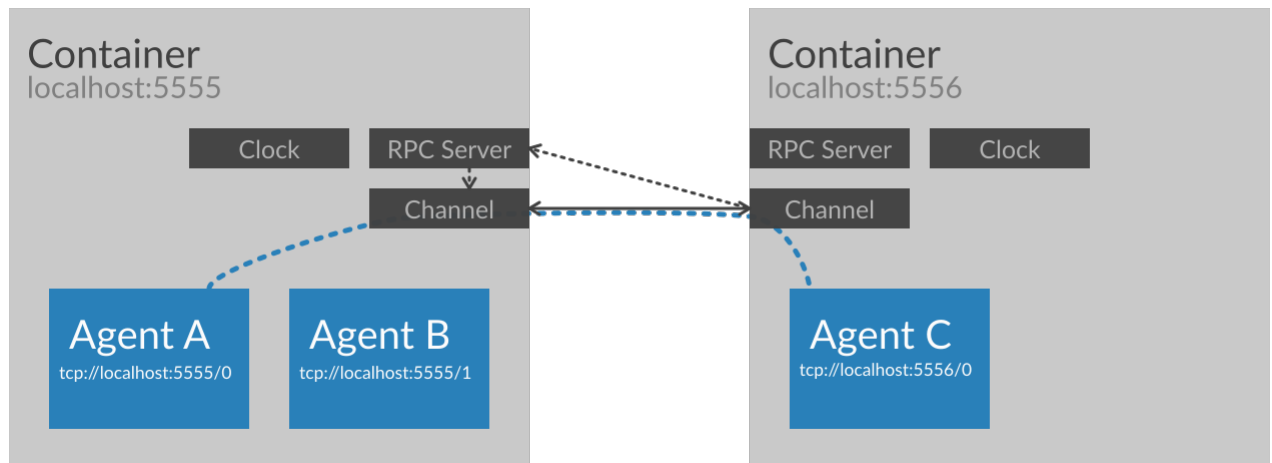 Container
localhost:5555
Clock
RPC Server
Channel
Agent A
tcp://localhost:5555/0
Agent B
tcp://localhost:5555/1
Container
localhost:5556
RPC Server
Clock
Channel
Agent C
tcp://localhost:5556/0